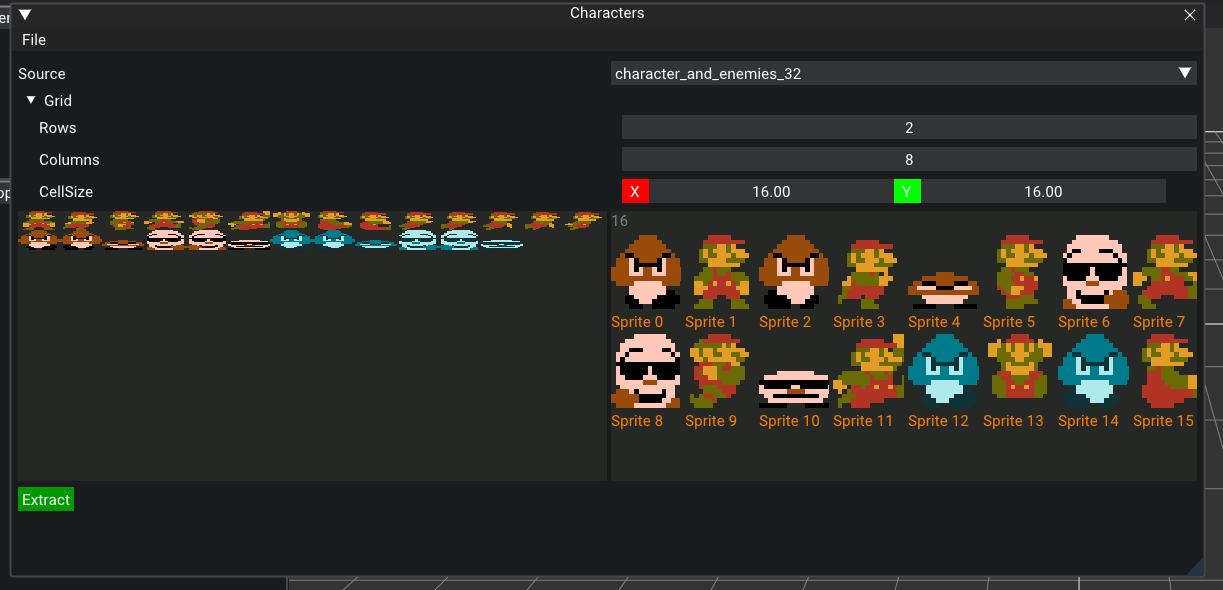 Characters
er
File
Source
character_and_enemies_32
Grid
Rows
2
Columns
8
op
CellSize
X
16.00
Y
16.00
16
Sprite 0
Sprite 1
Sprite 2
Sprite 3
Sprite 4
Sprite 5
Sprite 6
Sprite 7
Sprite 8
Sprite 9
Sprite 10
Sprite 11
Sprite 12
Sprite 13
Sprite 14
Sprite 15
Extract